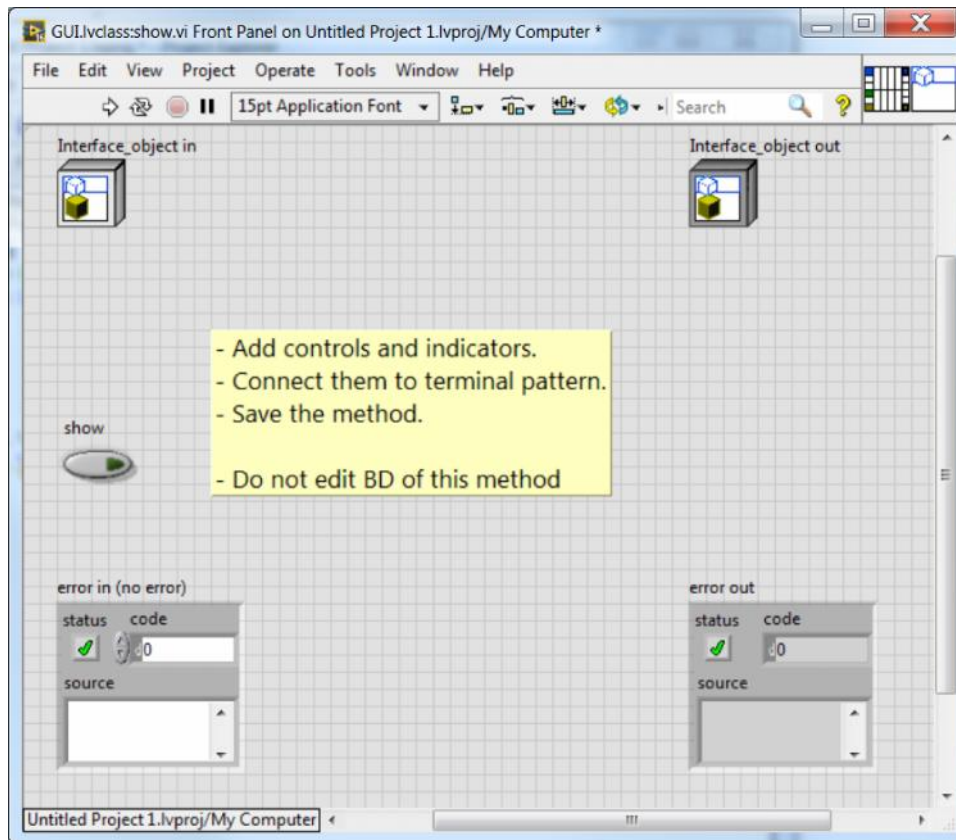 GUI.lvclass:show.vi Front Panel on Untitled Project 1.lvproj/My Computer *
File Edit View Project Operate Tools Window Help
15pt Application Font
Search
Interface_object in
Interface_object out
- Add controls and indicators.
- Connect them to terminal pattern.
- Save the method.
- Do not edit BD of this method
show
error in (no error)
error out
status code
status code
d0
d0
source
source
Untitled Project 1.lvproj/My Computer